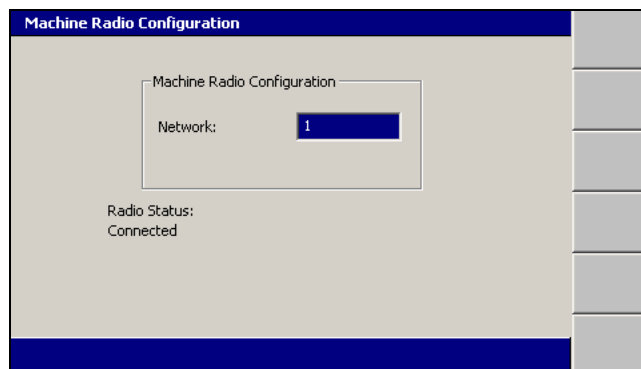 Machine Radio Configuration
Machine Radio Configuration
Network: 1
Radio Status:
Connected